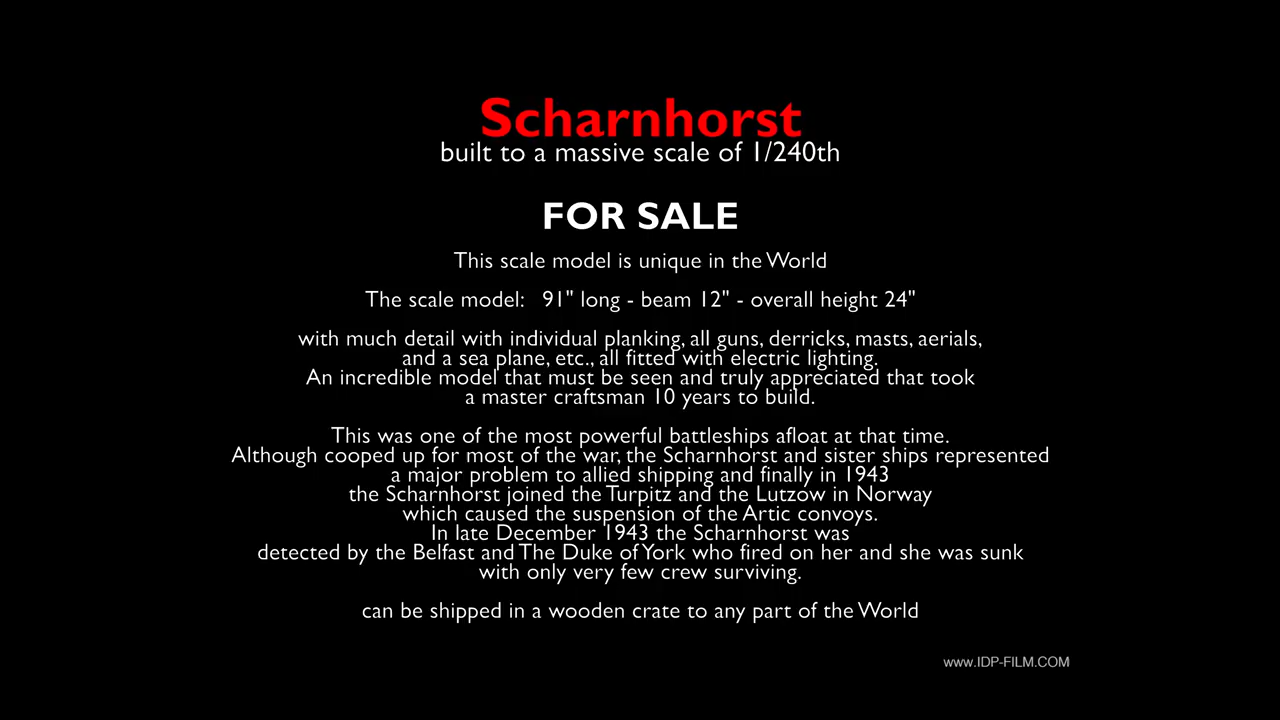 Scharnhorst
built to a massive scale of 1/240th
FOR SALE
This scale model is unique in the World
The scale model: 91" long - beam 12" - overall height 24"
with much detail with individual planking, all guns, derricks, masts, aerials,
and a sea plane, etc., all fitted with electric lighting.
An incredible model that must be seen and truly appreciated that took
a master craftsman 10 years to build.
This was one of the most powerful battleships afloat at that time.
Although cooped up for most of the war, the Scharnhorst and sister ships represented
a major problem to allied shipping and finally in 1943
the Scharnhorst joined the Turpitz and the Lutzow in Norway
which caused the suspension of the Artic convoys.
In late December 1943 the Scharnhorst was
detected by the Belfast and The Duke of York who fired on her and she was sunk
with only very few crew surviving.
can be shipped in a wooden crate to any part of the World
www.IDP-FILM.COM